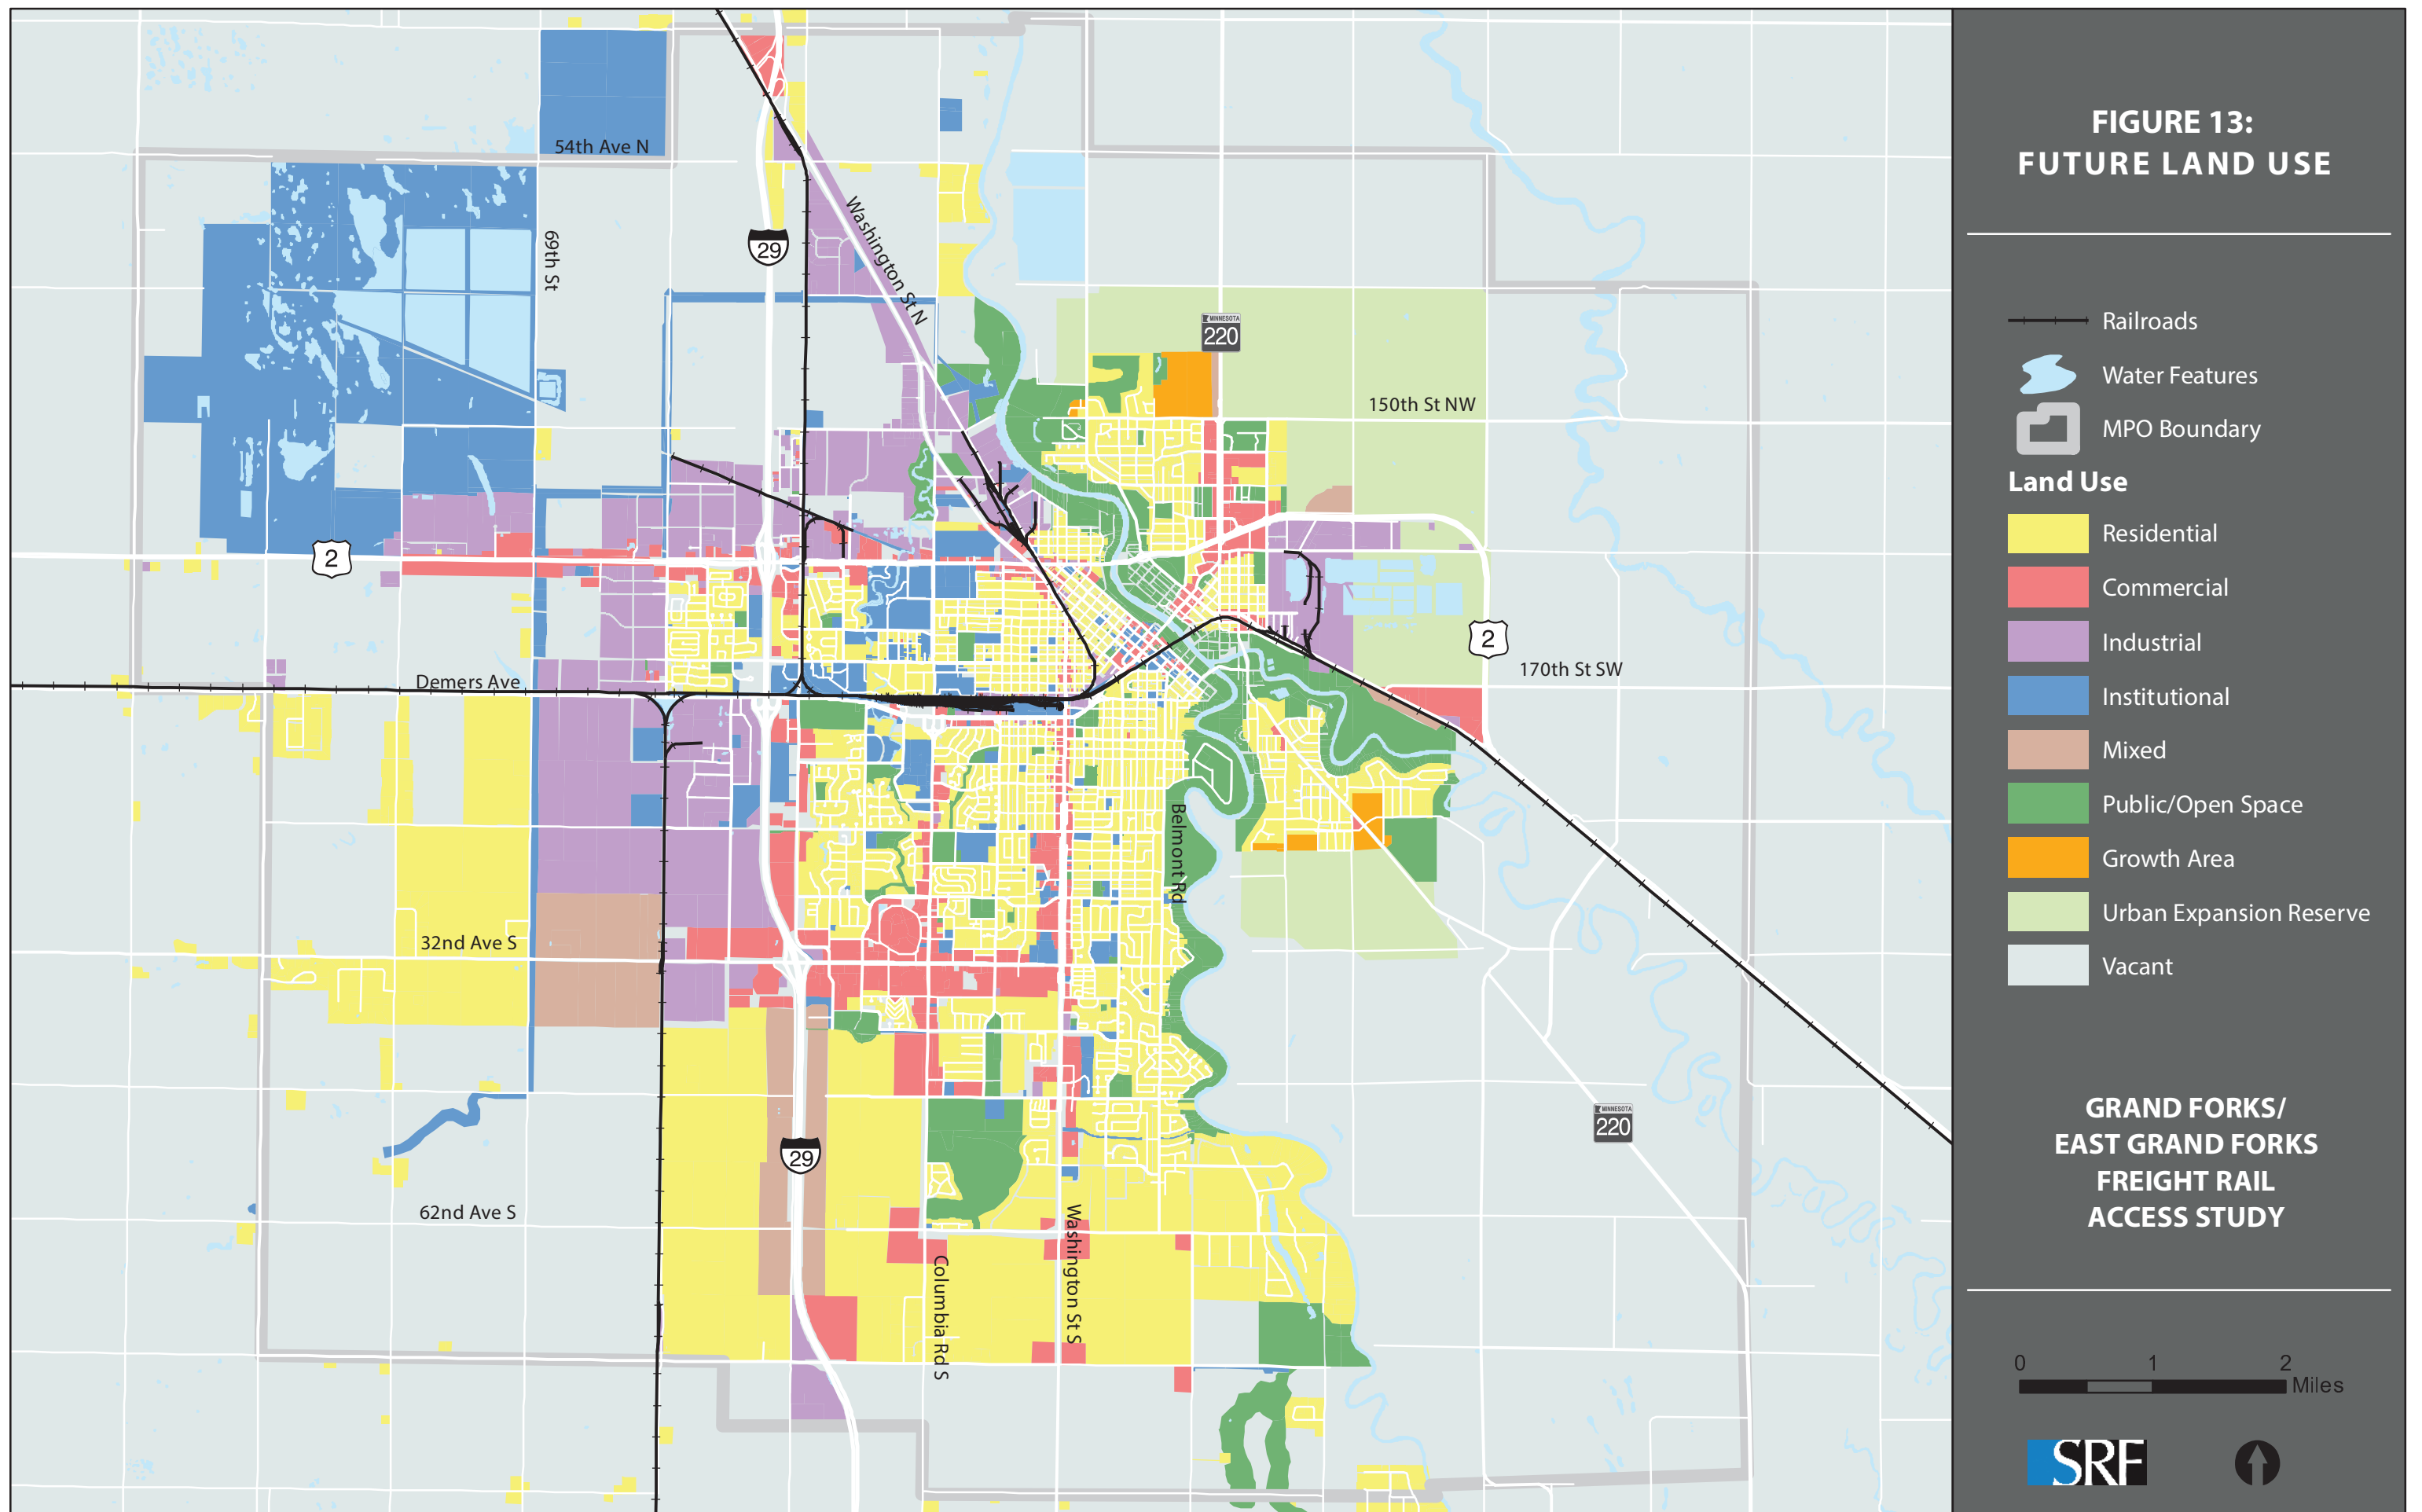 54th Ave N
69th St
Washington St N
29
MINNESOTA
220
150th St NW
2
2
170th St SW
Demers Ave
Belmont Rd
32nd Ave S
29
62nd Ave S
Columbia Rd S
Washington St S
MINNESOTA
220
FIGURE 13:
FUTURE LAND USE
Railroads
Water Features
MPO Boundary
Land Use
Residential
Commercial
Industrial
Institutional
Mixed
Public/Open Space
Growth Area
Urban Expansion Reserve
Vacant
GRAND FORKS/
EAST GRAND FORKS
FREIGHT RAIL
ACCESS STUDY
0 1 2
Miles
SRF